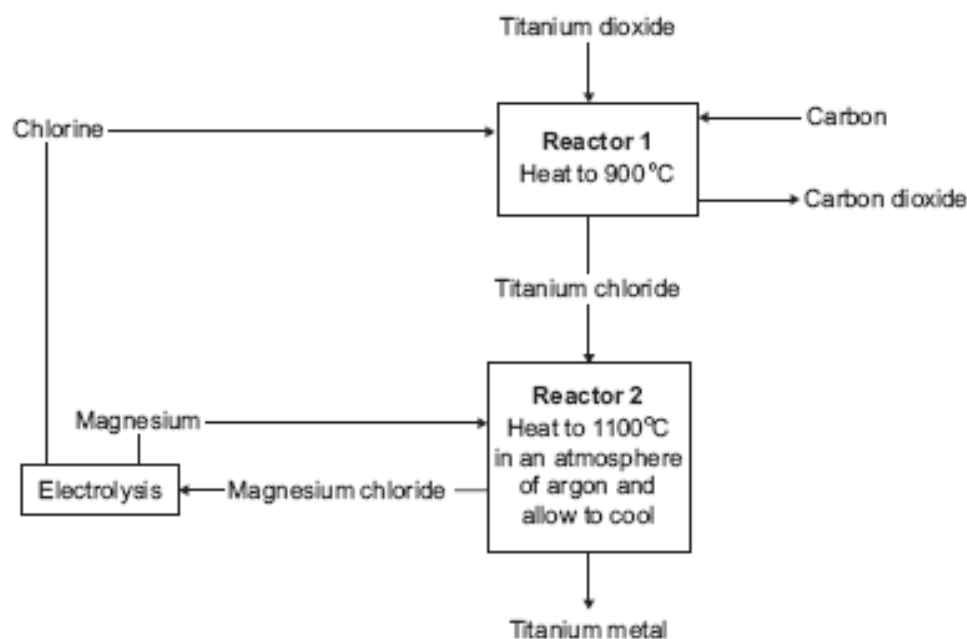 Titanium dioxide
Chlorine
Reactor 1
Heat to 900°C
Carbon
Carbon dioxide
Titanium chloride
Reactor 2
Heat to 1100°C
in an atmosphere
of argon and
allow to cool
Magnesium
Electrolysis
Magnesium chloride
Titanium metal